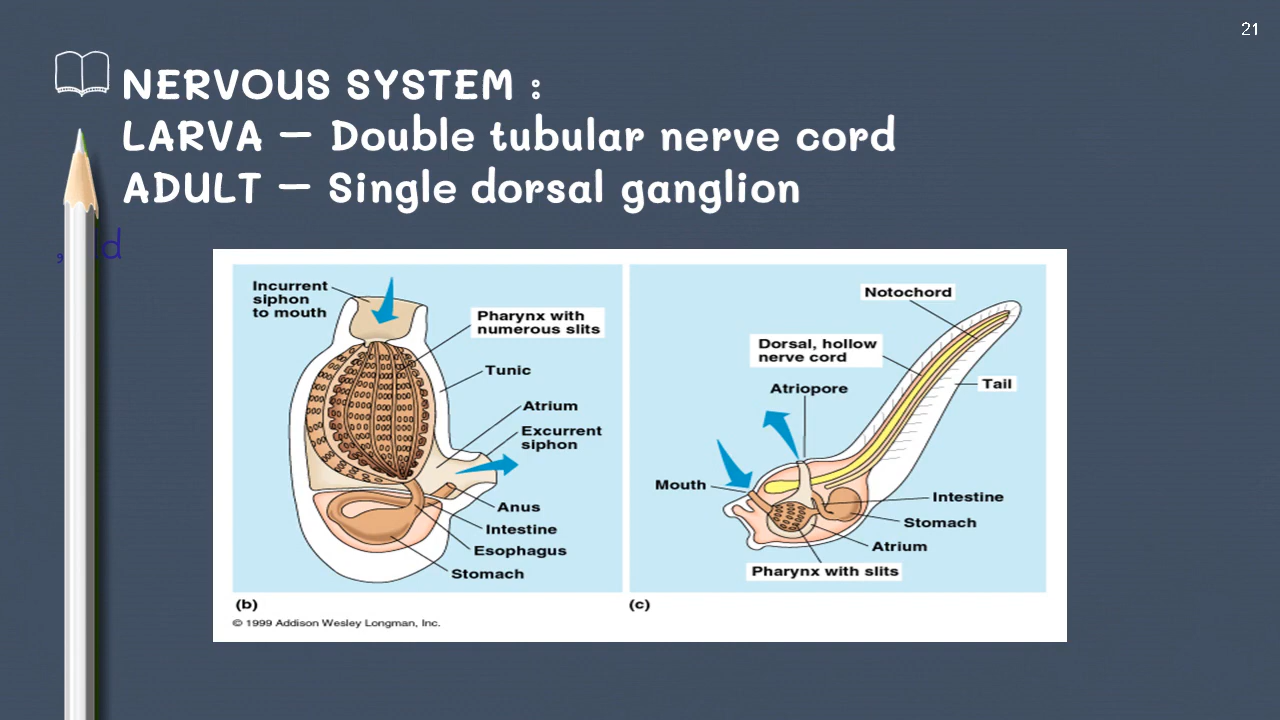 21
NERVOUS SYSTEM :
LARVA – Double tubular nerve cord
ADULT – Single dorsal ganglion
Incurrent
siphon
to mouth
Pharynx with
numerous slits
Tunic
Atrium
Excurrent
siphon
Anus
Intestine
Esophagus
Stomach
(b)
© 1999 Addison Wesley Longman, Inc.
Notochord
Dorsal, hollow
nerve cord
Tail
Atriopore
Mouth
Intestine
Stomach
Atrium
Pharynx with slits
(c)